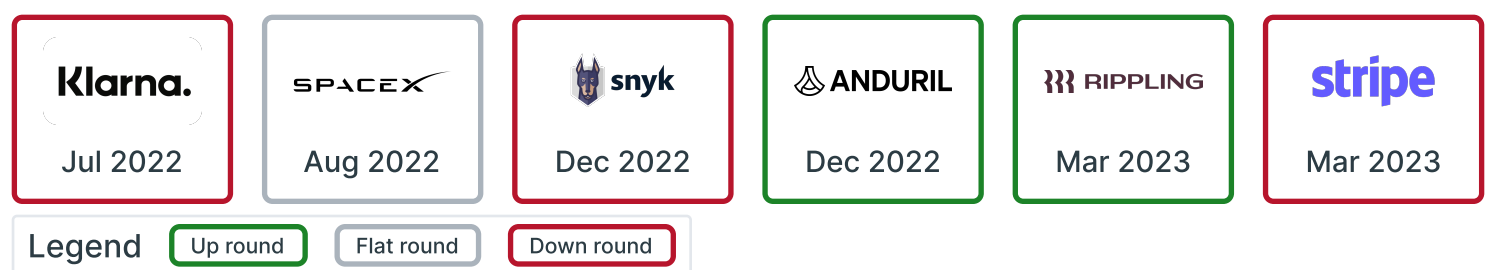 Klarna.
SPACEX
snyk
ANDURIL
RIPPLING
stripe
Jul 2022
Aug 2022
Dec 2022
Dec 2022
Mar 2023
Mar 2023
Legend
Up round
Flat round
Down round